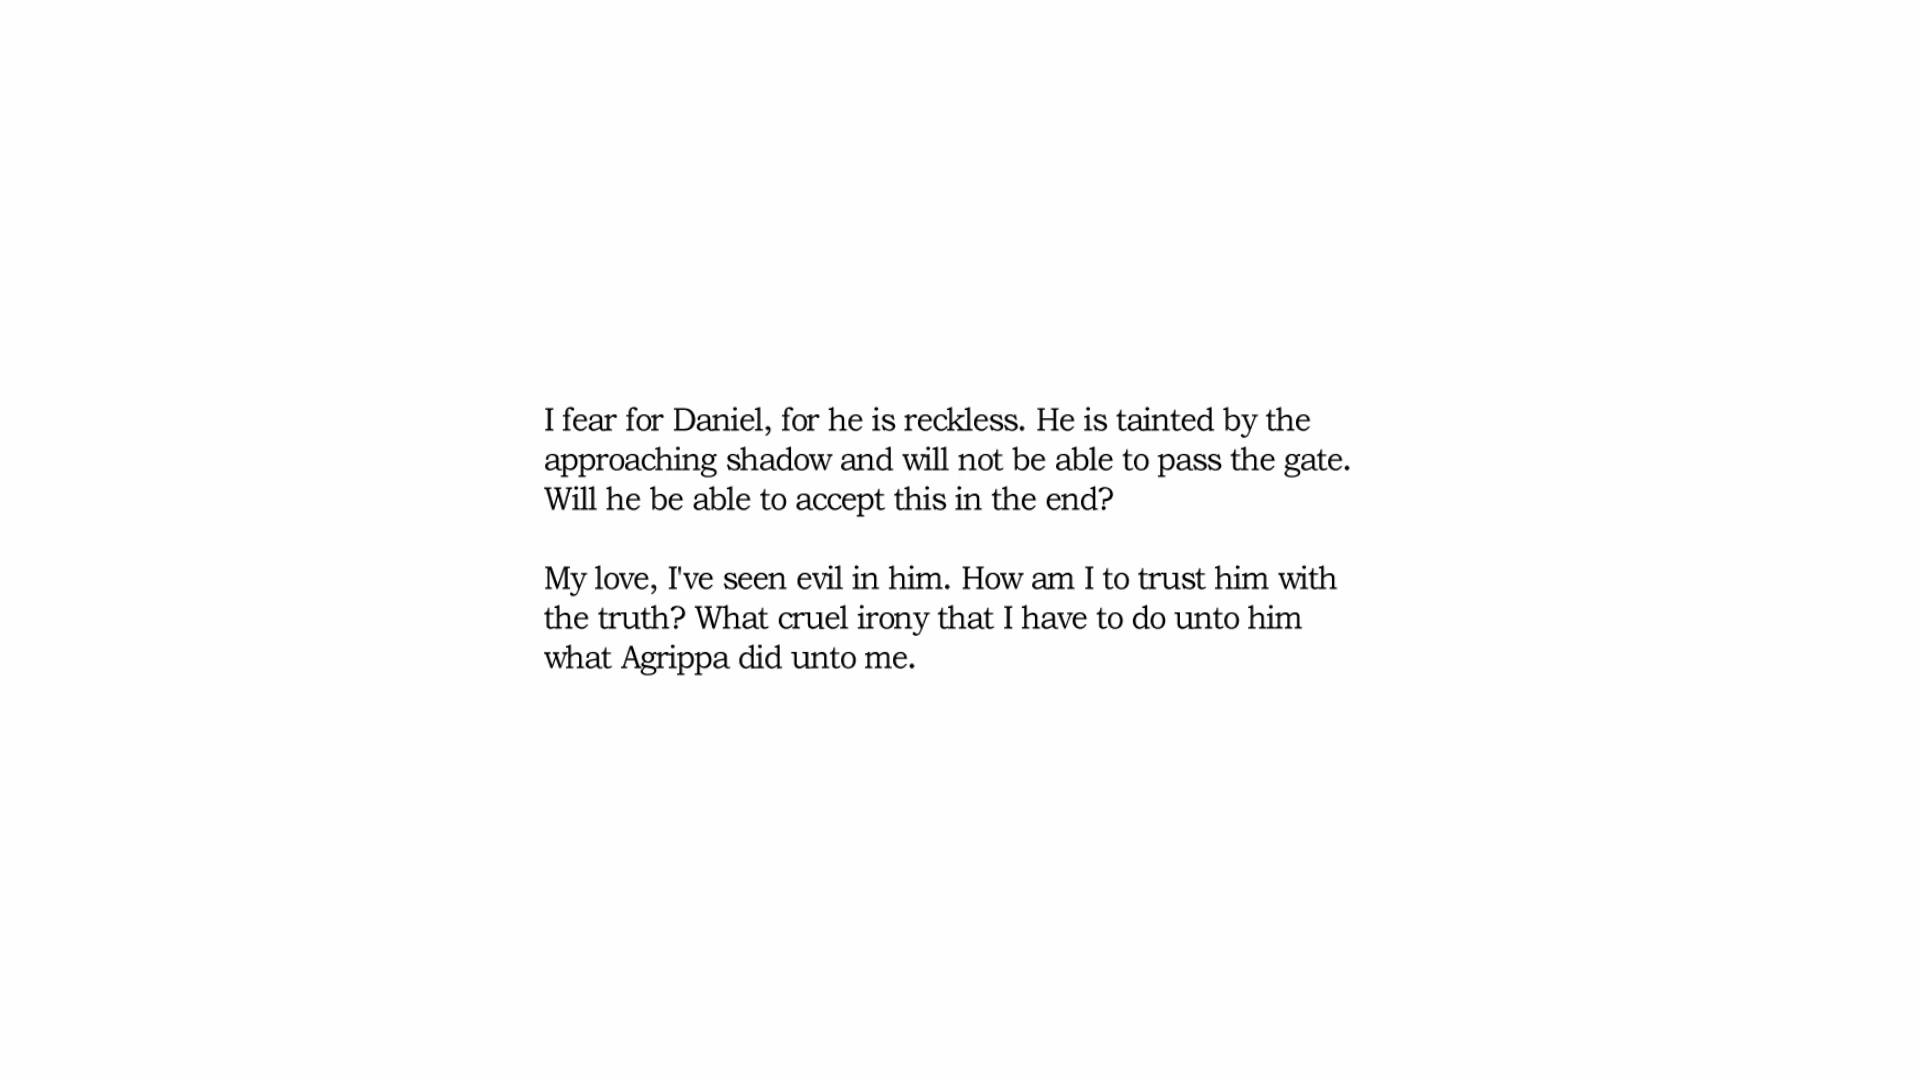 I fear for Daniel, for he is reckless. He is tainted by the
approaching shadow and will not be able to pass the gate.
Will he be able to accept this in the end?
My love, I've seen evil in him. How am I to trust him with
the truth? What cruel irony that I have to do unto him
what Agrippa did unto me.